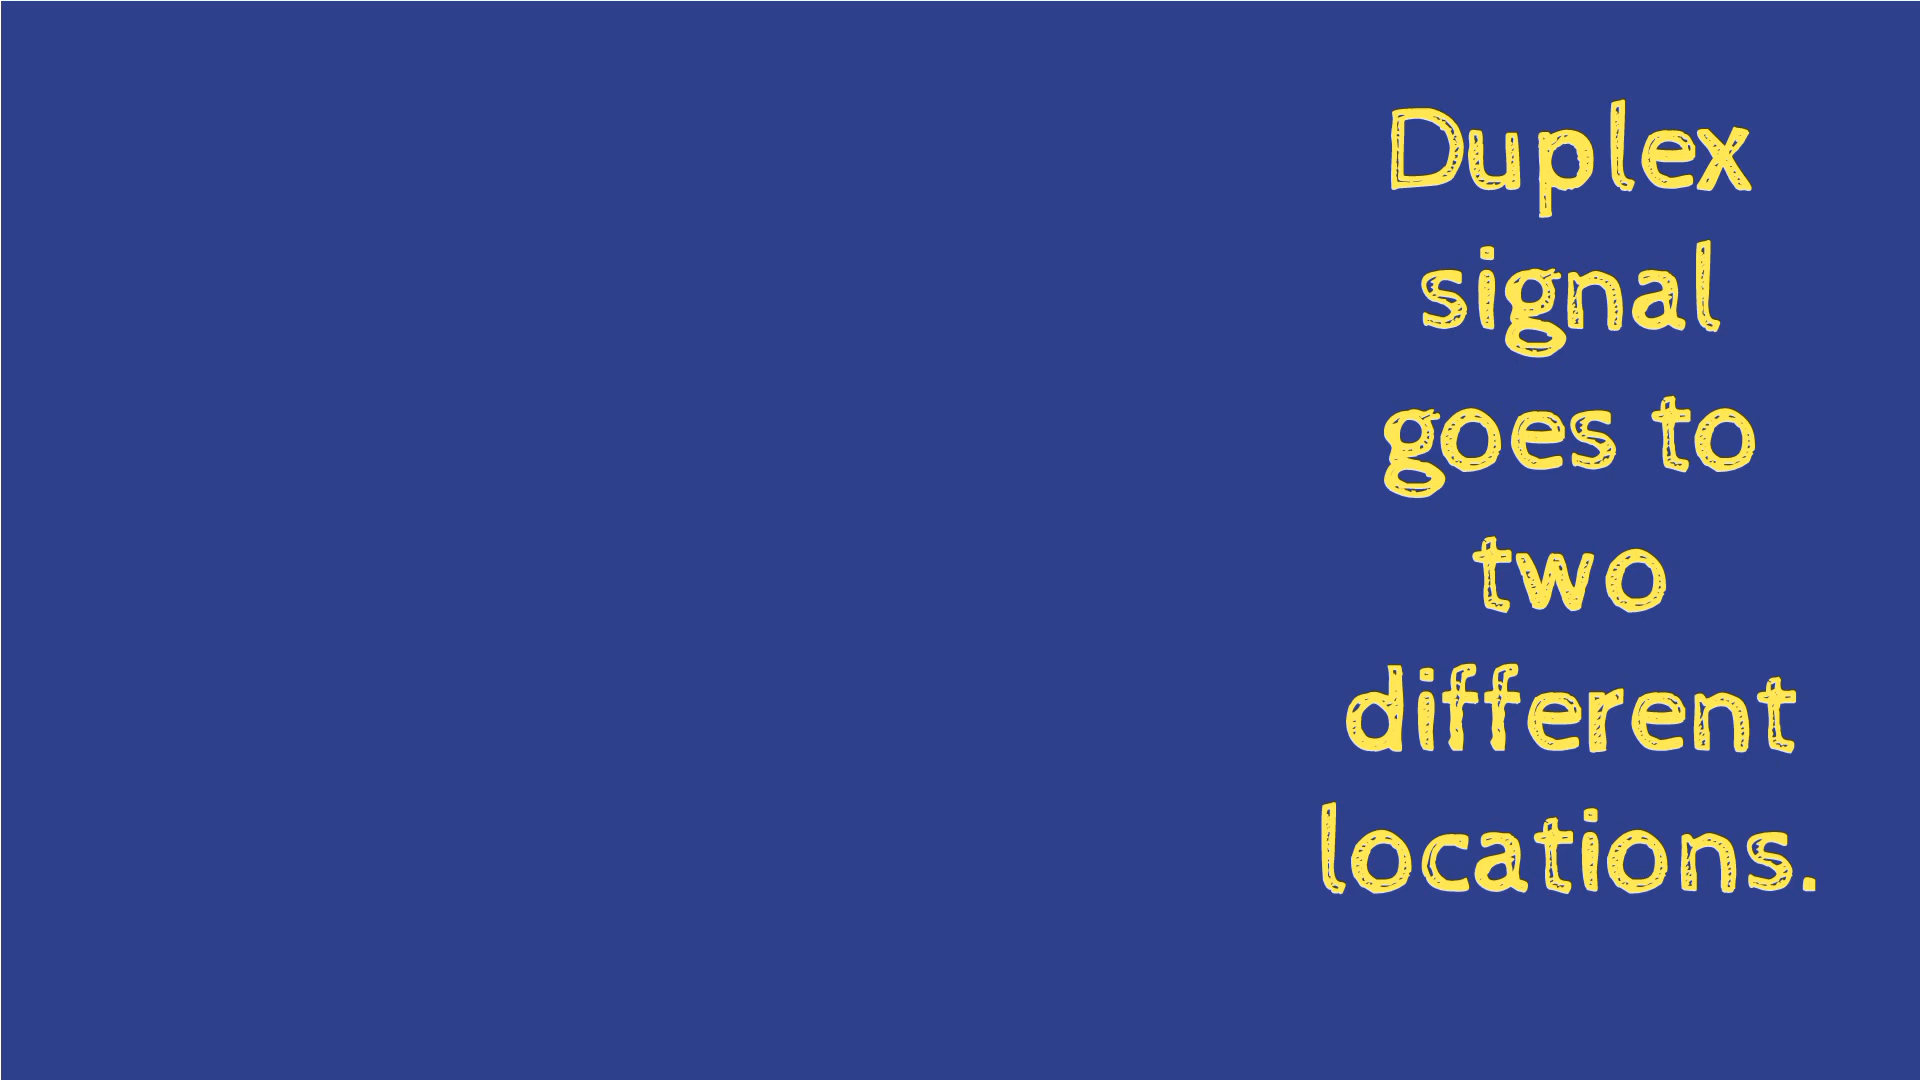 Duplex
signal
goes to
two
different
locations.